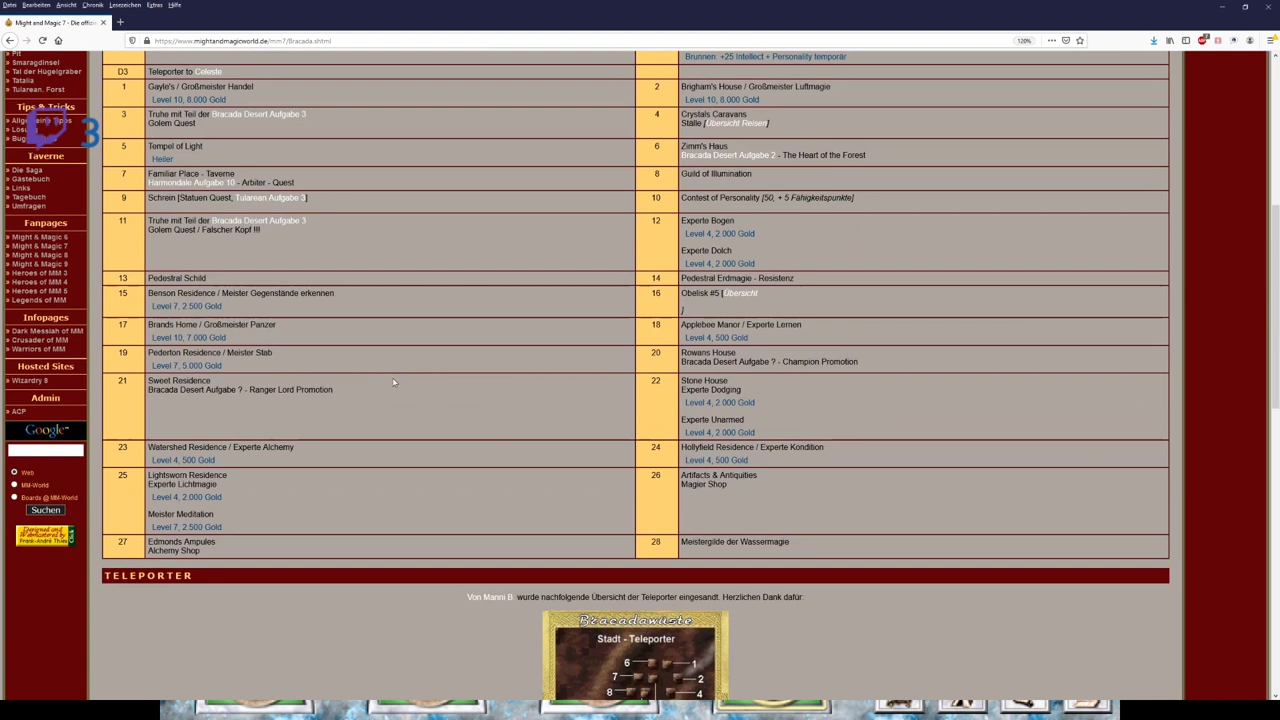 Datei Bearbeiten Ansicht Chronik Lesezeichen Extras Hilfe
Might and Magic 7 - Die offizie
https://www.mightandmagicworld.de/mm7/Bracada.shtml
120%
» Pit
» Smaragdinsel
» Tal der Hügelgräber
» Tatalia
» Tularean. Forst
Tips & Tricks
3
Taverne
» Die Saga
» Gästebuch
» Links
» Tagebuch
» Umfragen
Fanpages
» Might & Magic 6
» Might & Magic 7
» Might & Magic 8
» Might & Magic 9
» Heroes of MM 3
» Heroes of MM 4
» Heroes of MM 5
» Legends of MM
Infopages
» Dark Messiah of MM
» Crusader of MM
» Warriors of MM
Hosted Sites
» Wizardry 8
Admin
» ACP
Google™
Web
MM-World
Boards @ MM-World
Suchen
Designed and
Webmastered by
Frank-André Thies
Click
Brunnen: +25 Intellect + Personality temporär
D3 Teleporter to Celeste
1 Gayle's / Großmeister Handel
Level 10, 8.000 Gold
2 Brigham's House / Großmeister Luftmagie
Level 10, 8.000 Gold
3 Truhe mit Teil der Bracada Desert Aufgabe 3
Golem Quest
4 Crystals Caravans
Ställe [Übersicht Reisen]
5 Tempel of Light
Heiler
6 Zimm's Haus
Bracada Desert Aufgabe 2 - The Heart of the Forest
7 Familiar Place - Taverne
Harmondale Aufgabe 10 - Arbiter - Quest
8 Guild of Illumination
9 Schrein [Statuen Quest, Tularean Aufgabe 3]
10 Contest of Personality [50, + 5 Fähigkeitspunkte]
11 Truhe mit Teil der Bracada Desert Aufgabe 3
Golem Quest / Falscher Kopf !!!
12 Experte Bogen
Level 4, 2.000 Gold
Experte Dolch
Level 4, 2.000 Gold
13 Pedestral Schild
14 Pedestral Erdmagie - Resistenz
15 Benson Residence / Meister Gegenstände erkennen
Level 7, 2.500 Gold
16 Obelisk #5 [Übersicht
]
17 Brands Home / Großmeister Panzer
Level 10, 7.000 Gold
18 Applebee Manor / Experte Lernen
Level 4, 500 Gold
19 Pederton Residence / Meister Stab
Level 7, 5.000 Gold
20 Rowans House
Bracada Desert Aufgabe ? - Champion Promotion
21 Sweet Residence
Bracada Desert Aufgabe ? - Ranger Lord Promotion
22 Stone House
Experte Dodging
Level 4, 2.000 Gold
Experte Unarmed
Level 4, 2.000 Gold
23 Watershed Residence / Experte Alchemy
Level 4, 500 Gold
24 Hollyfield Residence / Experte Kondition
Level 4, 500 Gold
25 Lightsworn Residence
Experte Lichtmagie
Level 4, 2.000 Gold
Meister Meditation
Level 7, 2.500 Gold
26 Artifacts & Antiquities
Magier Shop
27 Edmonds Ampules
Alchemy Shop
28 Meistergilde der Wassermagie
TELEPORTER
Von Manni B. wurde nachfolgende Übersicht der Teleporter eingesandt. Herzlichen Dank dafür:
Bracadawüste
Stadt - Teleporter
6 1
7 2
8 4